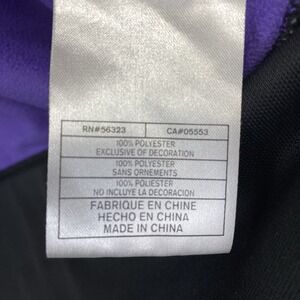 RN#56323 CA#05553
100% POLYESTER
EXCLUSIVE OF DECORATION
100% POLYESTER
SANS ORNEMENTS
100% POLIESTER
NO INCLUYE LA DECORACION
FABRIQUE EN CHINE
HECHO EN CHINA
MADE IN CHINA